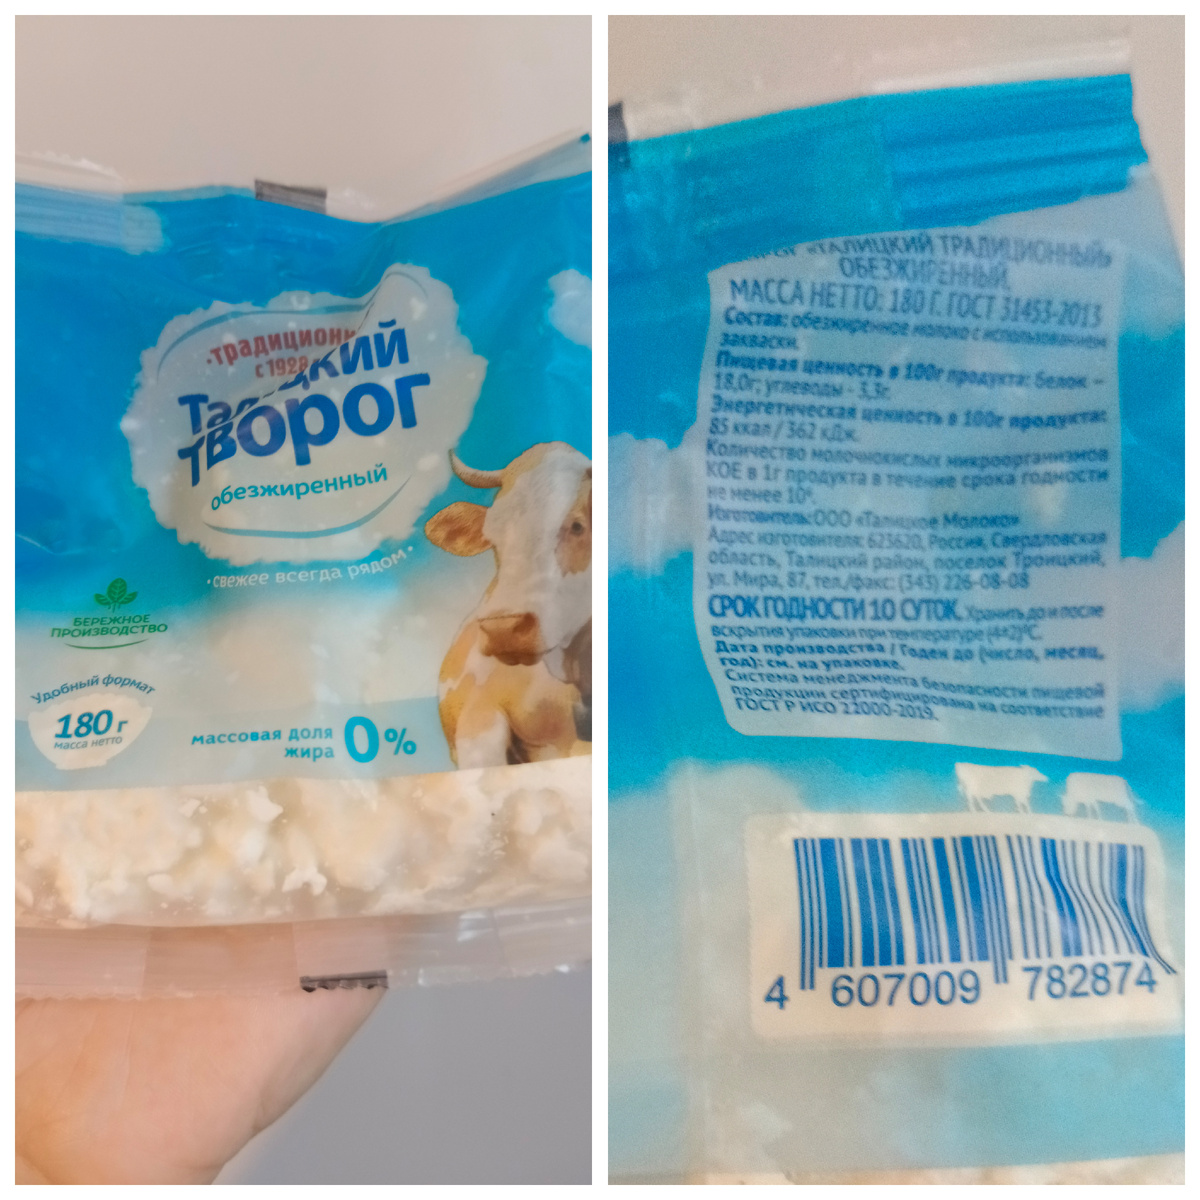 ·традицион
с 1928
Талицкий
творог
обезжиренный
·свежее всегда рядом·
БЕРЕЖНОЕ
ПРОИЗВОДСТВО
Удобный формат
180 г
масса нетто
массовая доля
жира 0%
«ТАЛИЦКИЙ ТРАДИЦИОННЫЙ»
ОБЕЗЖИРЕННЫЙ,
МАССА НЕТТО: 180 Г. ГОСТ 31453-2013
Состав: обезжиренное молоко с использованием
закваски.
Пищевая ценность в 100г продукта: белок –
18,0г; углеводы - 3,3г.
Энергетическая ценность в 100г продукта:
85 ккал / 362 кДж.
Количество молочнокислых микроорганизмов
КОЕ в 1г продукта в течение срока годности
не менее 10⁶.
Изготовитель: ООО «Талицкое Молоко»
Адрес изготовителя: 623620, Россия, Свердловская
область, Талицкий район, поселок Троицкий,
ул. Мира, 87, тел./факс: (343) 226-08-08
СРОК ГОДНОСТИ 10 СУТОК. Хранить до и после
вскрытия упаковки при температуре (4±2)°С.
Дата производства / Годен до (число, месяц,
год): см. на упаковке.
Система менеджмента безопасности пищевой
продукции сертифицирована на соответствие
ГОСТ Р ИСО 22000-2019.
4 607009 782874